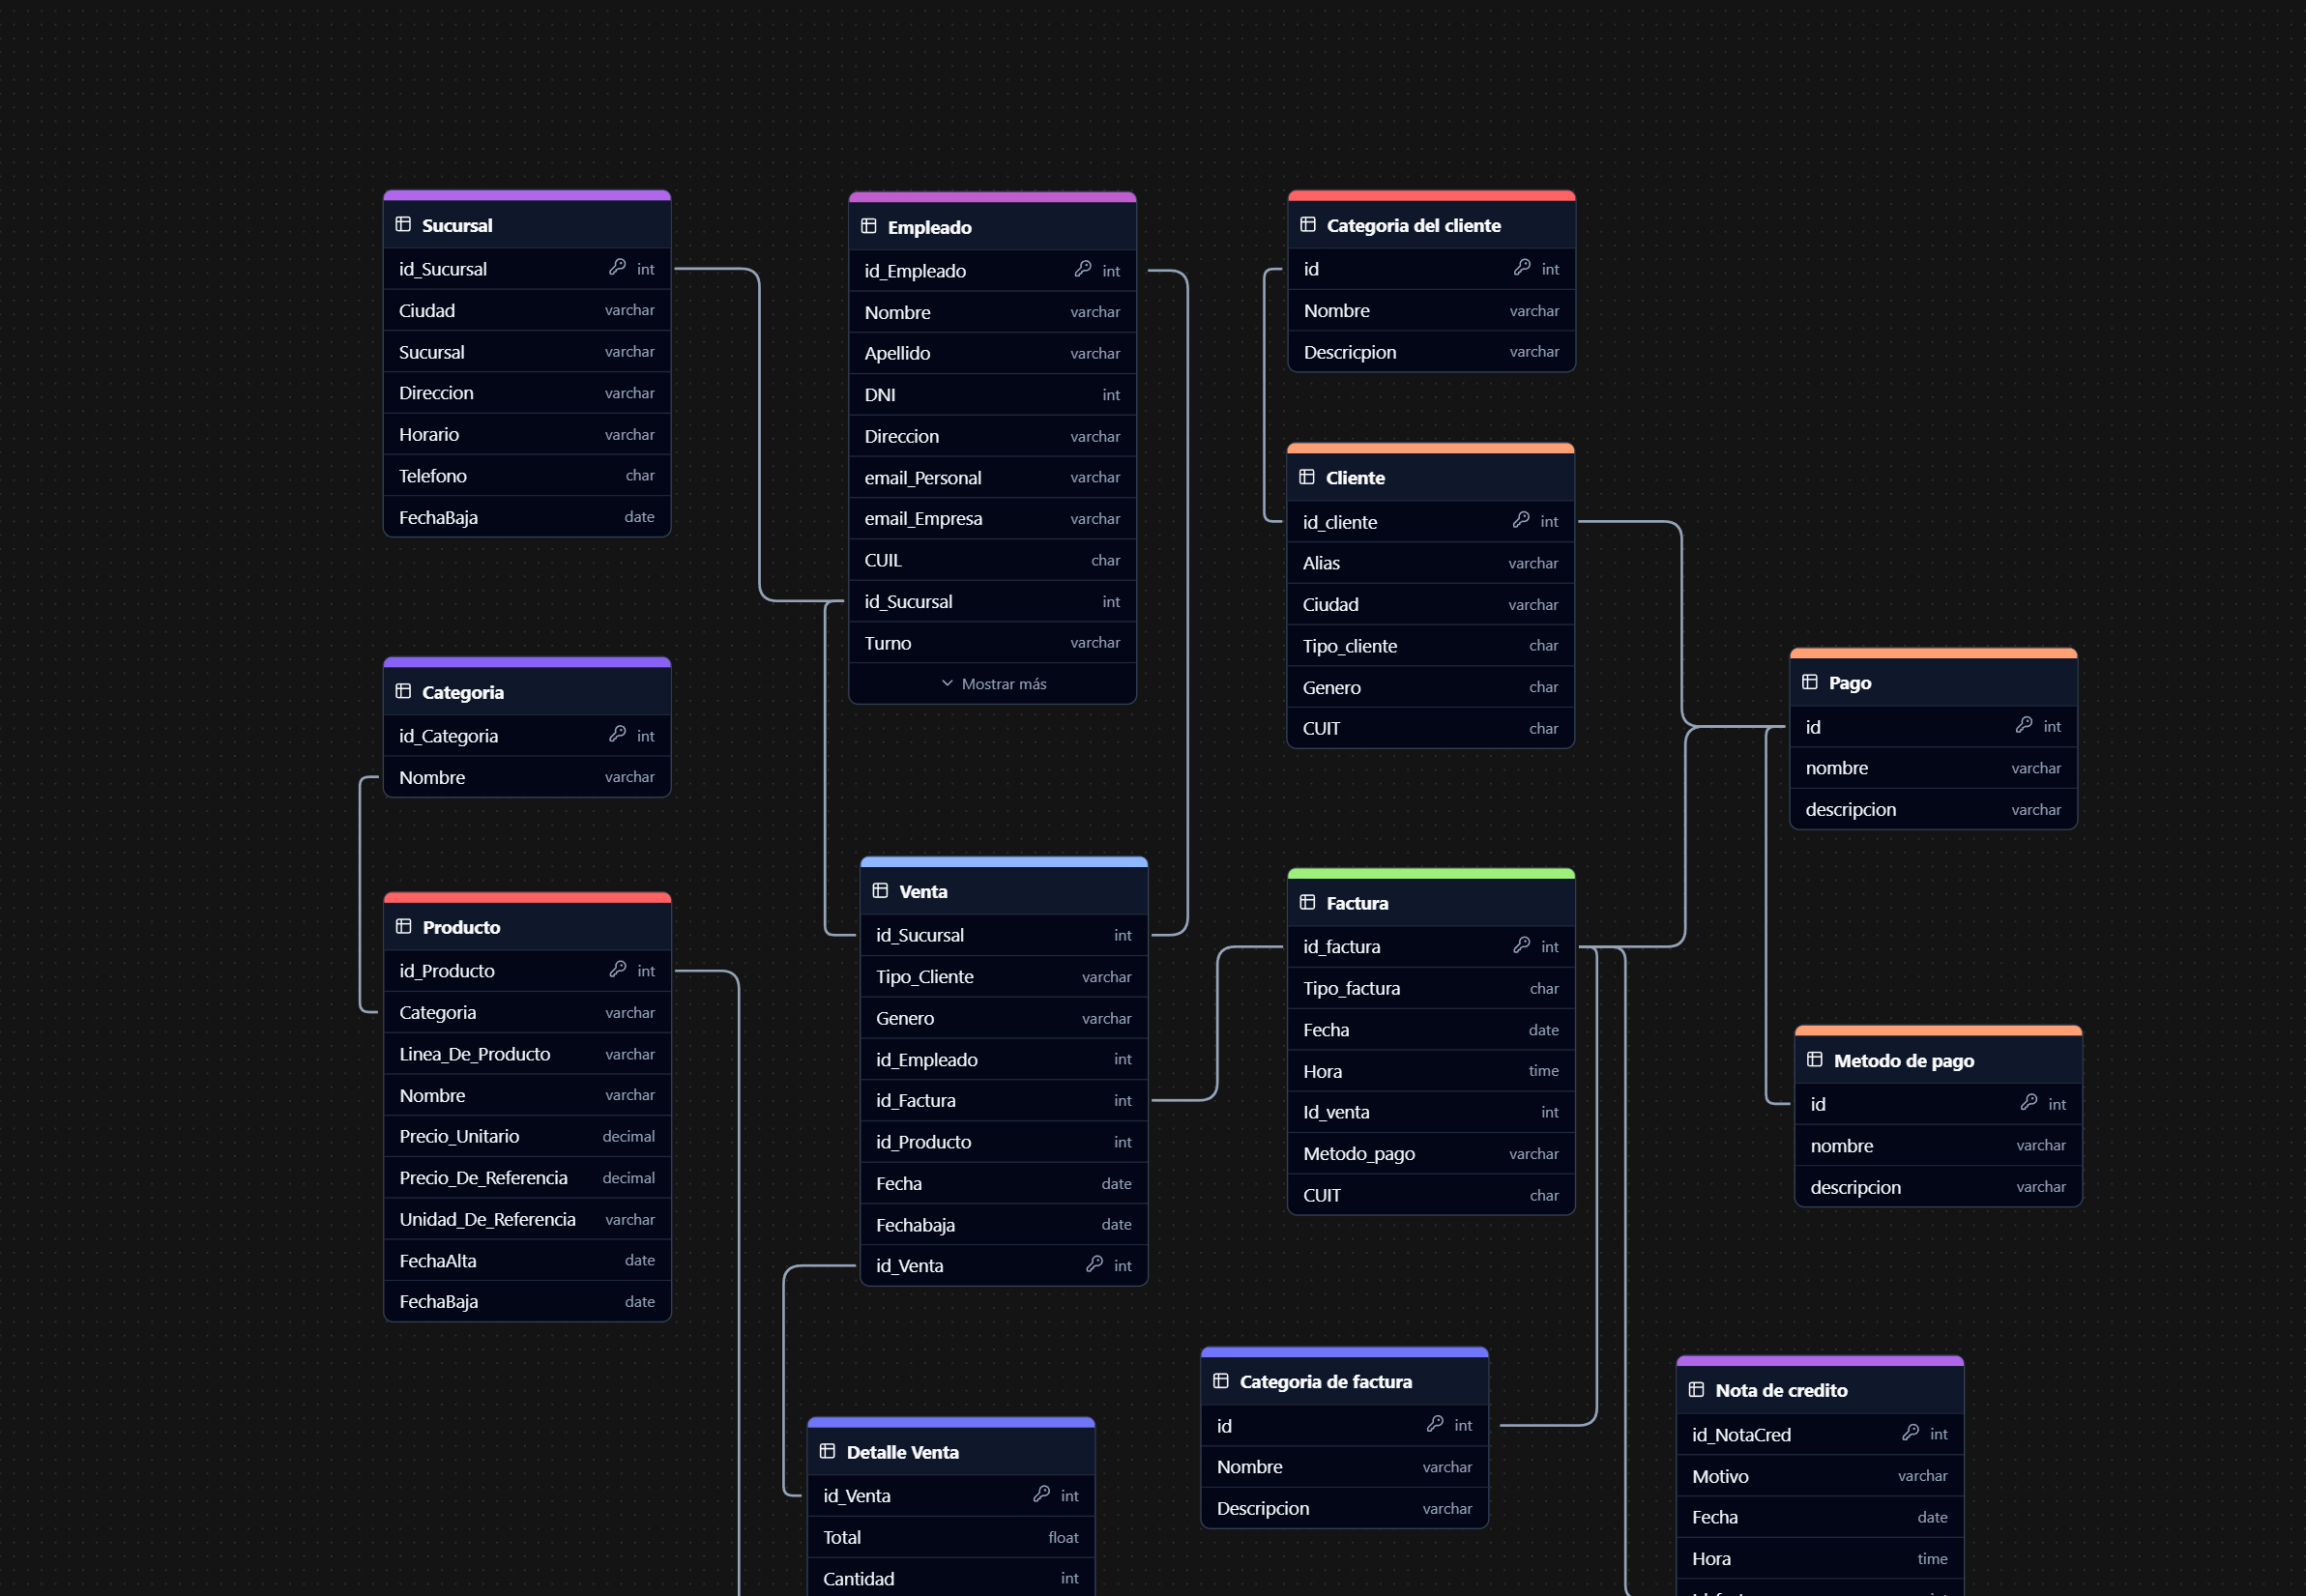 Sucursal
id_Sucursal int
Ciudad varchar
Sucursal varchar
Direccion varchar
Horario varchar
Telefono char
FechaBaja date
Empleado
id_Empleado int
Nombre varchar
Apellido varchar
DNI int
Direccion varchar
email_Personal varchar
email_Empresa varchar
CUIL char
id_Sucursal int
Turno varchar
Mostrar más
Categoria del cliente
id int
Nombre varchar
Descricpion varchar
Cliente
id_cliente int
Alias varchar
Ciudad varchar
Tipo_cliente char
Genero char
CUIT char
Categoria
id_Categoria int
Nombre varchar
Pago
id int
nombre varchar
descripcion varchar
Producto
id_Producto int
Categoria varchar
Linea_De_Producto varchar
Nombre varchar
Precio_Unitario decimal
Precio_De_Referencia decimal
Unidad_De_Referencia varchar
FechaAlta date
FechaBaja date
Venta
id_Sucursal int
Tipo_Cliente varchar
Genero varchar
id_Empleado int
id_Factura int
id_Producto int
Fecha date
Fechabaja date
id_Venta int
Factura
id_factura int
Tipo_factura char
Fecha date
Hora time
Id_venta int
Metodo_pago varchar
CUIT char
Metodo de pago
id int
nombre varchar
descripcion varchar
Detalle Venta
id_Venta int
Total float
Cantidad int
Categoria de factura
id int
Nombre varchar
Descripcion varchar
Nota de credito
id_NotaCred int
Motivo varchar
Fecha date
Hora time